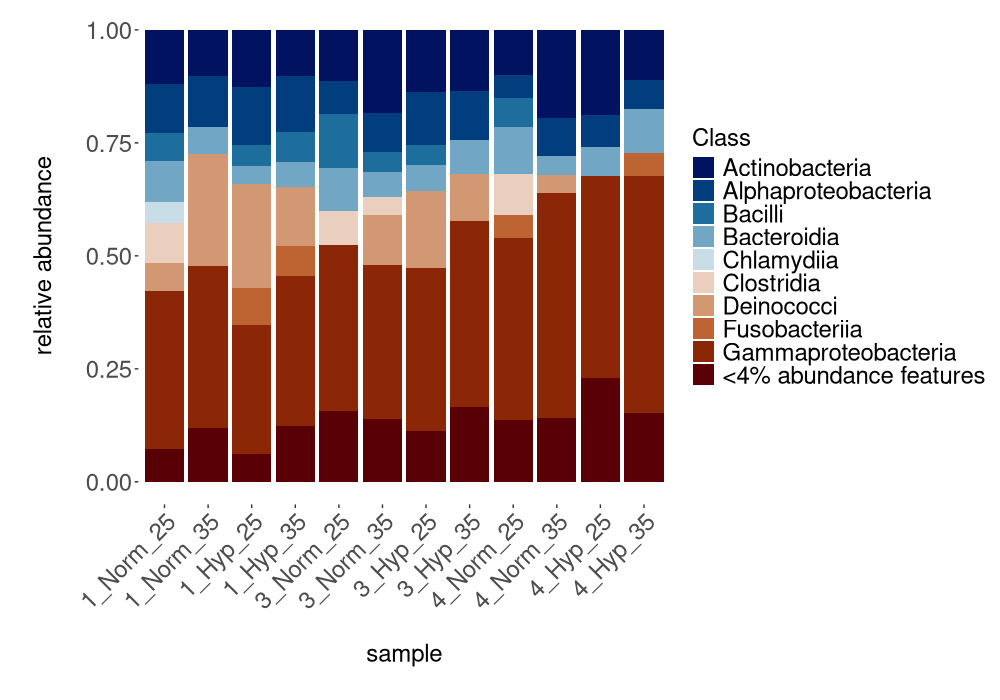 1.00
0.75
0.50
0.25
0.00
relative abundance
1_Norm_25
1_Norm_35
1_Hyp_25
1_Hyp_35
3_Norm_25
3_Norm_35
3_Hyp_25
3_Hyp_35
4_Norm_25
4_Norm_35
4_Hyp_25
4_Hyp_35
sample
Class
Actinobacteria
Alphaproteobacteria
Bacilli
Bacteroidia
Chlamydiia
Clostridia
Deinococci
Fusobacteriia
Gammaproteobacteria
<4% abundance features